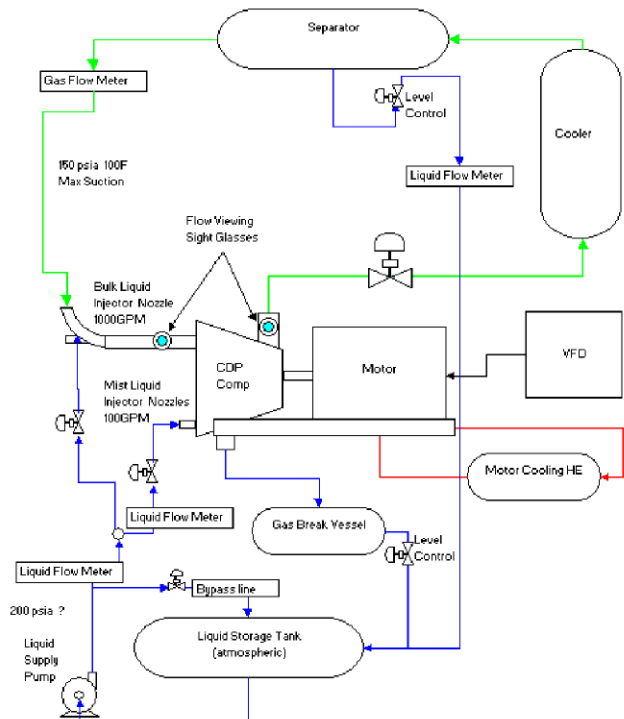 Separator
Gas Flow Meter
Level
Control
Cooler
150 psia 100F
Max Suction
Liquid Flow Meter
Flow Viewing
Sight Glasses
Bulk Liquid
Injector Nozzle
1000GPM
CDP
Comp
Motor
VFD
Mist Liquid
Injector Nozzles
100GPM
Motor Cooling HE
Liquid Flow Meter
Gas Break Vessel
Level
Control
Liquid Flow Meter
Bypass line
200 psia ?
Liquid Storage Tank
(atmospheric)
Liquid
Supply
Pump